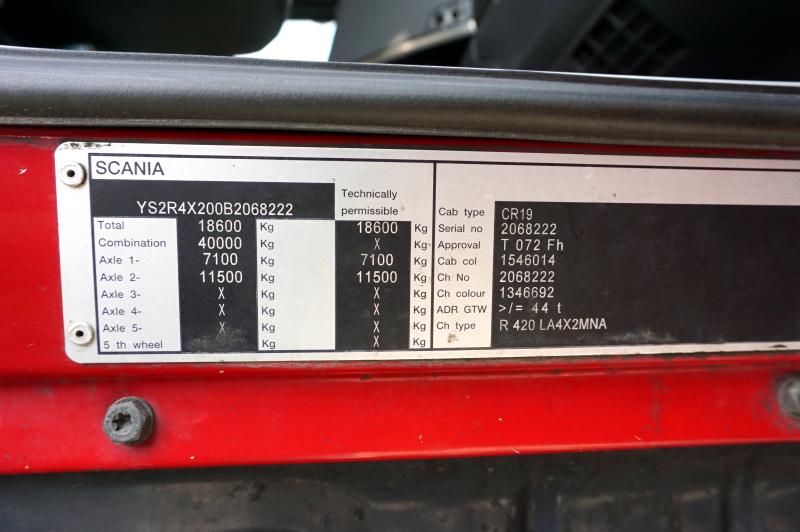 SCANIA
YS2R4X200B2068222
Technically
permissible
Total 18600 Kg 18600 Kg
Combination 40000 Kg X Kg
Axle 1- 7100 Kg 7100 Kg
Axle 2- 11500 Kg 11500 Kg
Axle 3- X Kg X Kg
Axle 4- X Kg X Kg
Axle 5- X Kg X Kg
5 th wheel X Kg X Kg
Cab type CR19
Serial no 2068222
Approval T 072 Fh
Cab col 1546014
Ch No 2068222
Ch colour 1346692
ADR GTW >/= 44 t
Ch type R 420 LA4X2MNA